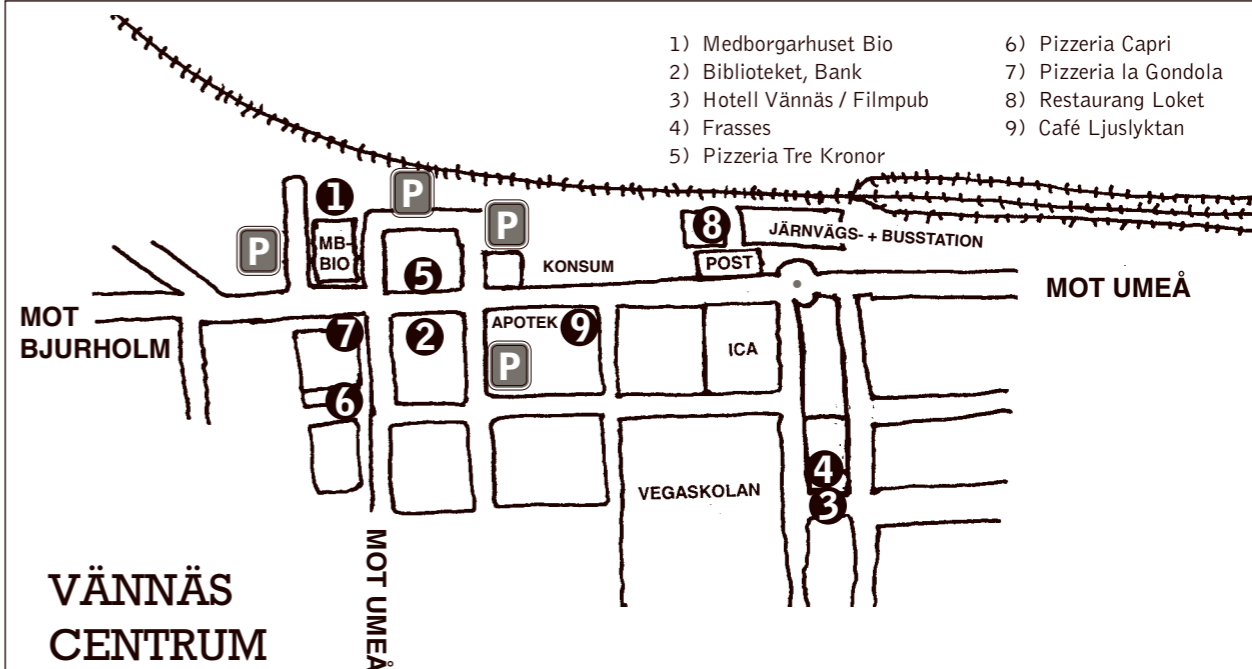 1) Medborgarhuset Bio
2) Biblioteket, Bank
3) Hotell Vännäs / Filmpub
4) Frasses
5) Pizzeria Tre Kronor
6) Pizzeria Capri
7) Pizzeria la Gondola
8) Restaurang Loket
9) Café Ljuslyktan
P
1
P
8
P
MB-
BIO
JÄRNVÄGS- + BUSSTATION
5
KONSUM
POST
MOT UMEÅ
MOT
BJURHOLM
7
2
APOTEK
9
P
ICA
6
4
VEGASKOLAN
3
MOT UMEÅ
VÄNNÄS
CENTRUM